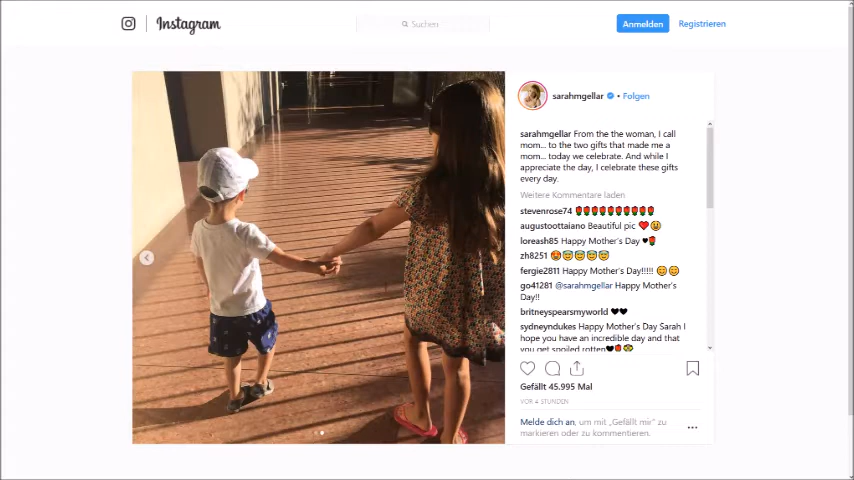 Instagram
Suchen
Anmelden
Registrieren
sarahmgellar • Folgen
sarahmgellar From the the woman, I call
mom... to the two gifts that made me a
mom... today we celebrate. And while I
appreciate the day, I celebrate these gifts
every day.
Weitere Kommentare laden
stevenrose74 🌹🌹🌹🌹🌹🌹🌹🌹🌹
augustoottaiano Beautiful pic ❤️😃
loreash85 Happy Mother's Day ♥🌹
zh8251 🥰😇😇😇😇
fergie2811 Happy Mother's Day!!!!! 😊😊
go41281 @sarahmgellar Happy Mother's
Day!!
britneyspearsmyworld ♥♥
sydneyndukes Happy Mother's Day Sarah I
hope you have an incredible day and that
you get spoiled rotten
Gefällt 45.995 Mal
VOR 4 STUNDEN
Melde dich an, um mit „Gefällt mir" zu
markieren oder zu kommentieren.